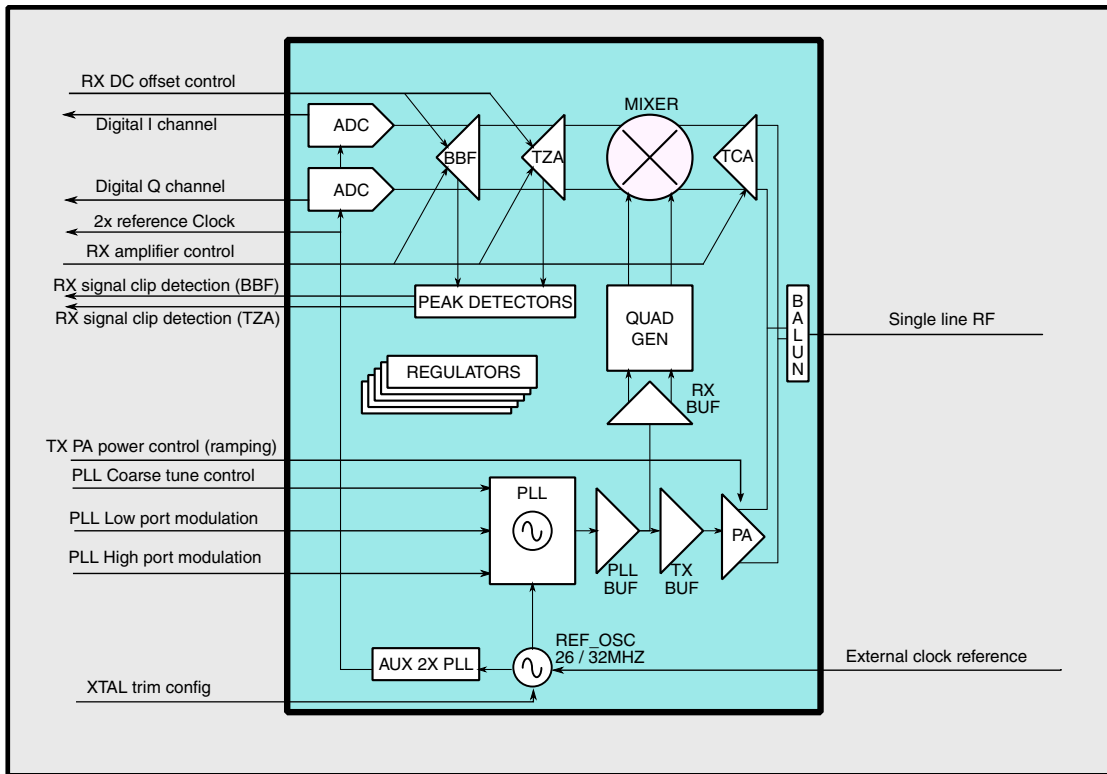 RX DC offset control
Digital I channel
Digital Q channel
2x reference Clock
RX amplifier control
RX signal clip detection (BBF)
RX signal clip detection (TZA)
TX PA power control (ramping)
PLL Coarse tune control
PLL Low port modulation
PLL High port modulation
XTAL trim config
ADC
ADC
BBF
TZA
MIXER
TCA
PEAK DETECTORS
REGULATORS
QUAD
GEN
RX
BUF
BALUN
Single line RF
PLL
PLL
BUF
TX
BUF
PA
AUX 2X PLL
REF_OSC
26 / 32MHZ
External clock reference